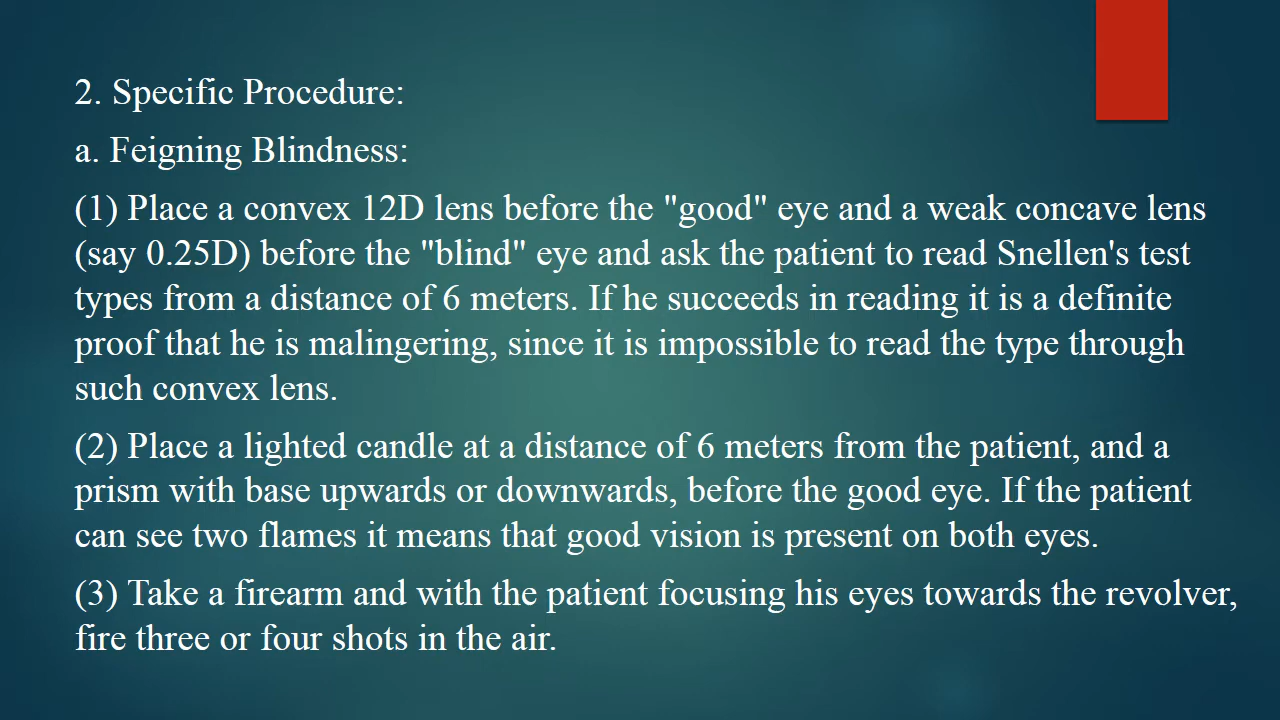 2. Specific Procedure:
a. Feigning Blindness:
(1) Place a convex 12D lens before the "good" eye and a weak concave lens
(say 0.25D) before the "blind" eye and ask the patient to read Snellen's test
types from a distance of 6 meters. If he succeeds in reading it is a definite
proof that he is malingering, since it is impossible to read the type through
such convex lens.
(2) Place a lighted candle at a distance of 6 meters from the patient, and a
prism with base upwards or downwards, before the good eye. If the patient
can see two flames it means that good vision is present on both eyes.
(3) Take a firearm and with the patient focusing his eyes towards the revolver,
fire three or four shots in the air.